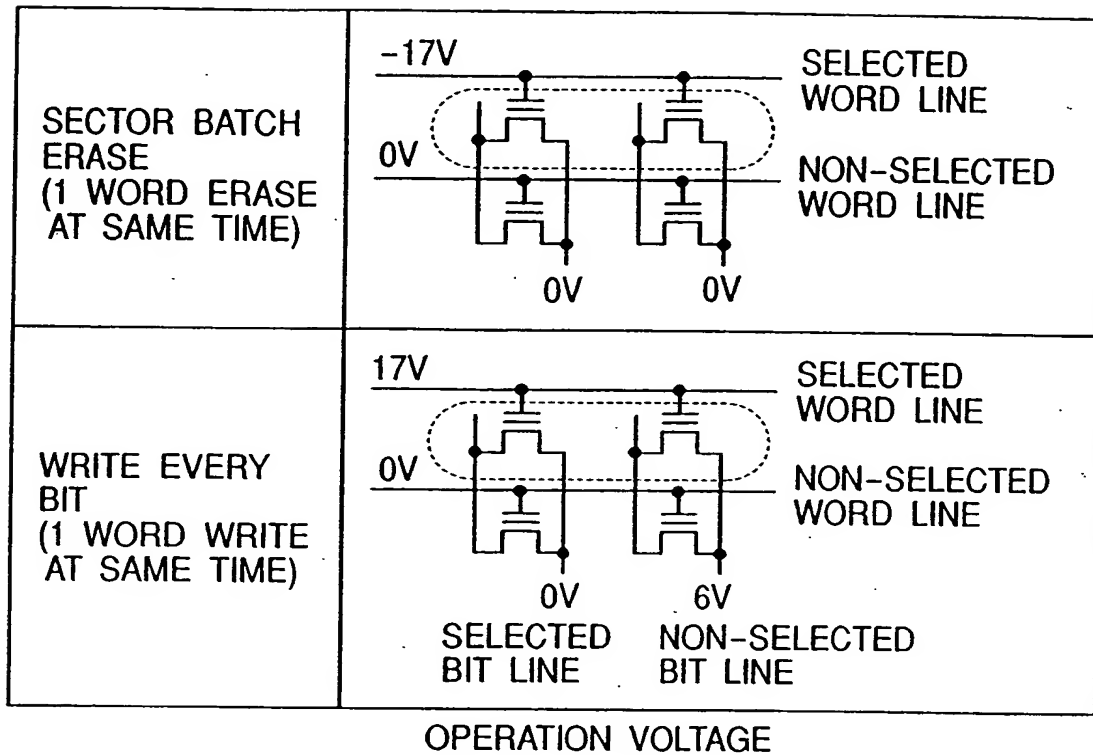 SECTOR BATCH
ERASE
(1 WORD ERASE
AT SAME TIME)
-17V
SELECTED
WORD LINE
0V
NON-SELECTED
WORD LINE
0V
0V
WRITE EVERY
BIT
(1 WORD WRITE
AT SAME TIME)
17V
SELECTED
WORD LINE
0V
NON-SELECTED
WORD LINE
0V
6V
SELECTED
BIT LINE
NON-SELECTED
BIT LINE
OPERATION VOLTAGE